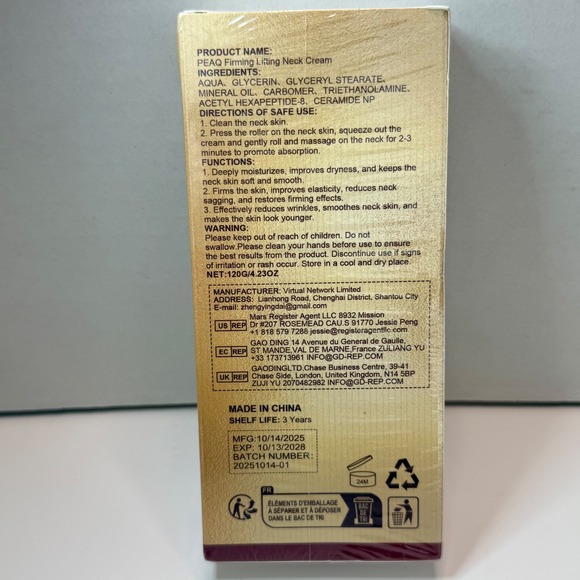 PRODUCT NAME:
PEAQ Firming Lifting Neck Cream
INGREDIENTS:
AQUA, GLYCERIN, GLYCERYL STEARATE,
MINERAL OIL, CARBOMER, TRIETHANOLAMINE,
ACETYL HEXAPEPTIDE-8, CERAMIDE NP
DIRECTIONS OF SAFE USE:
1. Clean the neck skin.
2. Press the roller on the neck skin, squeeze out the
cream and gently roll and massage on the neck for 2-3
minutes to promote absorption.
FUNCTIONS:
1. Deeply moisturizes, improves dryness, and keeps the
neck skin soft and smooth.
2. Firms the skin, improves elasticity, reduces neck
sagging, and restores firming effects.
3. Effectively reduces wrinkles, smoothes neck skin, and
makes the skin look younger.
WARNING:
Please keep out of reach of children. Do not
swallow.Please clean your hands before use to ensure
the best results from the product. Discontinue use if signs
of irritation or rash occur. Store in a cool and dry place.
NET:120G/4.23OZ
MANUFACTURER: Virtual Network Limited
ADDRESS: Lianhong Road, Chenghai District, Shantou City
E-mail: zhengyingdai@gmail.com
US REP
Mars Register Agent LLC 8932 Mission
Dr #207 ROSEMEAD CAU.S 91770 Jessie Peng
+1 818 579 7288 jessie@registeragentllc.com
EC REP
GAO DING 14 Avenue du General de Gaulle,
ST MANDE,VAL DE MARNE,France ZULIANG YU
+33 173713961 INFO@GD-REP.COM
UK REP
GAODINGLTD.Chase Business Centre, 39-41
Chase Side, London, United Kingdom, N14 5BP
ZUJI YU 2070482982 INFO@GD-REP.COM
MADE IN CHINA
SHELF LIFE: 3 Years
MFG:10/14/2025
EXP: 10/13/2028
BATCH NUMBER:
20251014-01
24M
FR
ÉLÉMENTS D'EMBALLAGE
À SÉPARER ET À DÉPOSER
DANS LE BAC DE TRI
BAC
DE
TRI